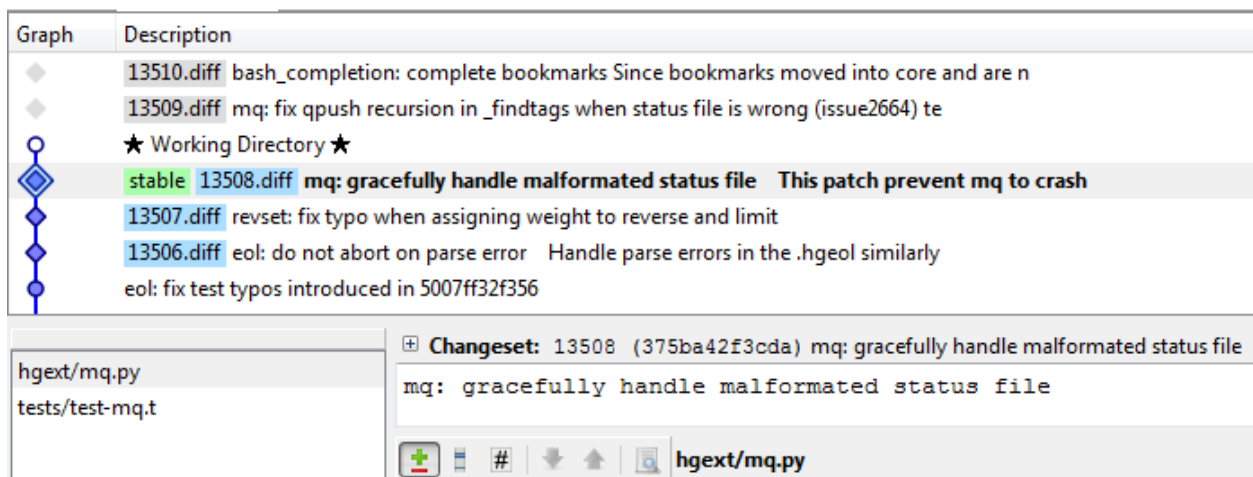 Graph Description
13510.diff bash_completion: complete bookmarks Since bookmarks moved into core and are n
13509.diff mq: fix qpush recursion in _findtags when status file is wrong (issue2664) te
★ Working Directory ★
stable 13508.diff mq: gracefully handle malformated status file This patch prevent mq to crash
13507.diff revset: fix typo when assigning weight to reverse and limit
13506.diff eol: do not abort on parse error Handle parse errors in the .hgeol similarly
eol: fix test typos introduced in 5007ff32f356
hgext/mq.py
tests/test-mq.t
Changeset: 13508 (375ba42f3cda) mq: gracefully handle malformated status file
mq: gracefully handle malformated status file
# hgext/mq.py